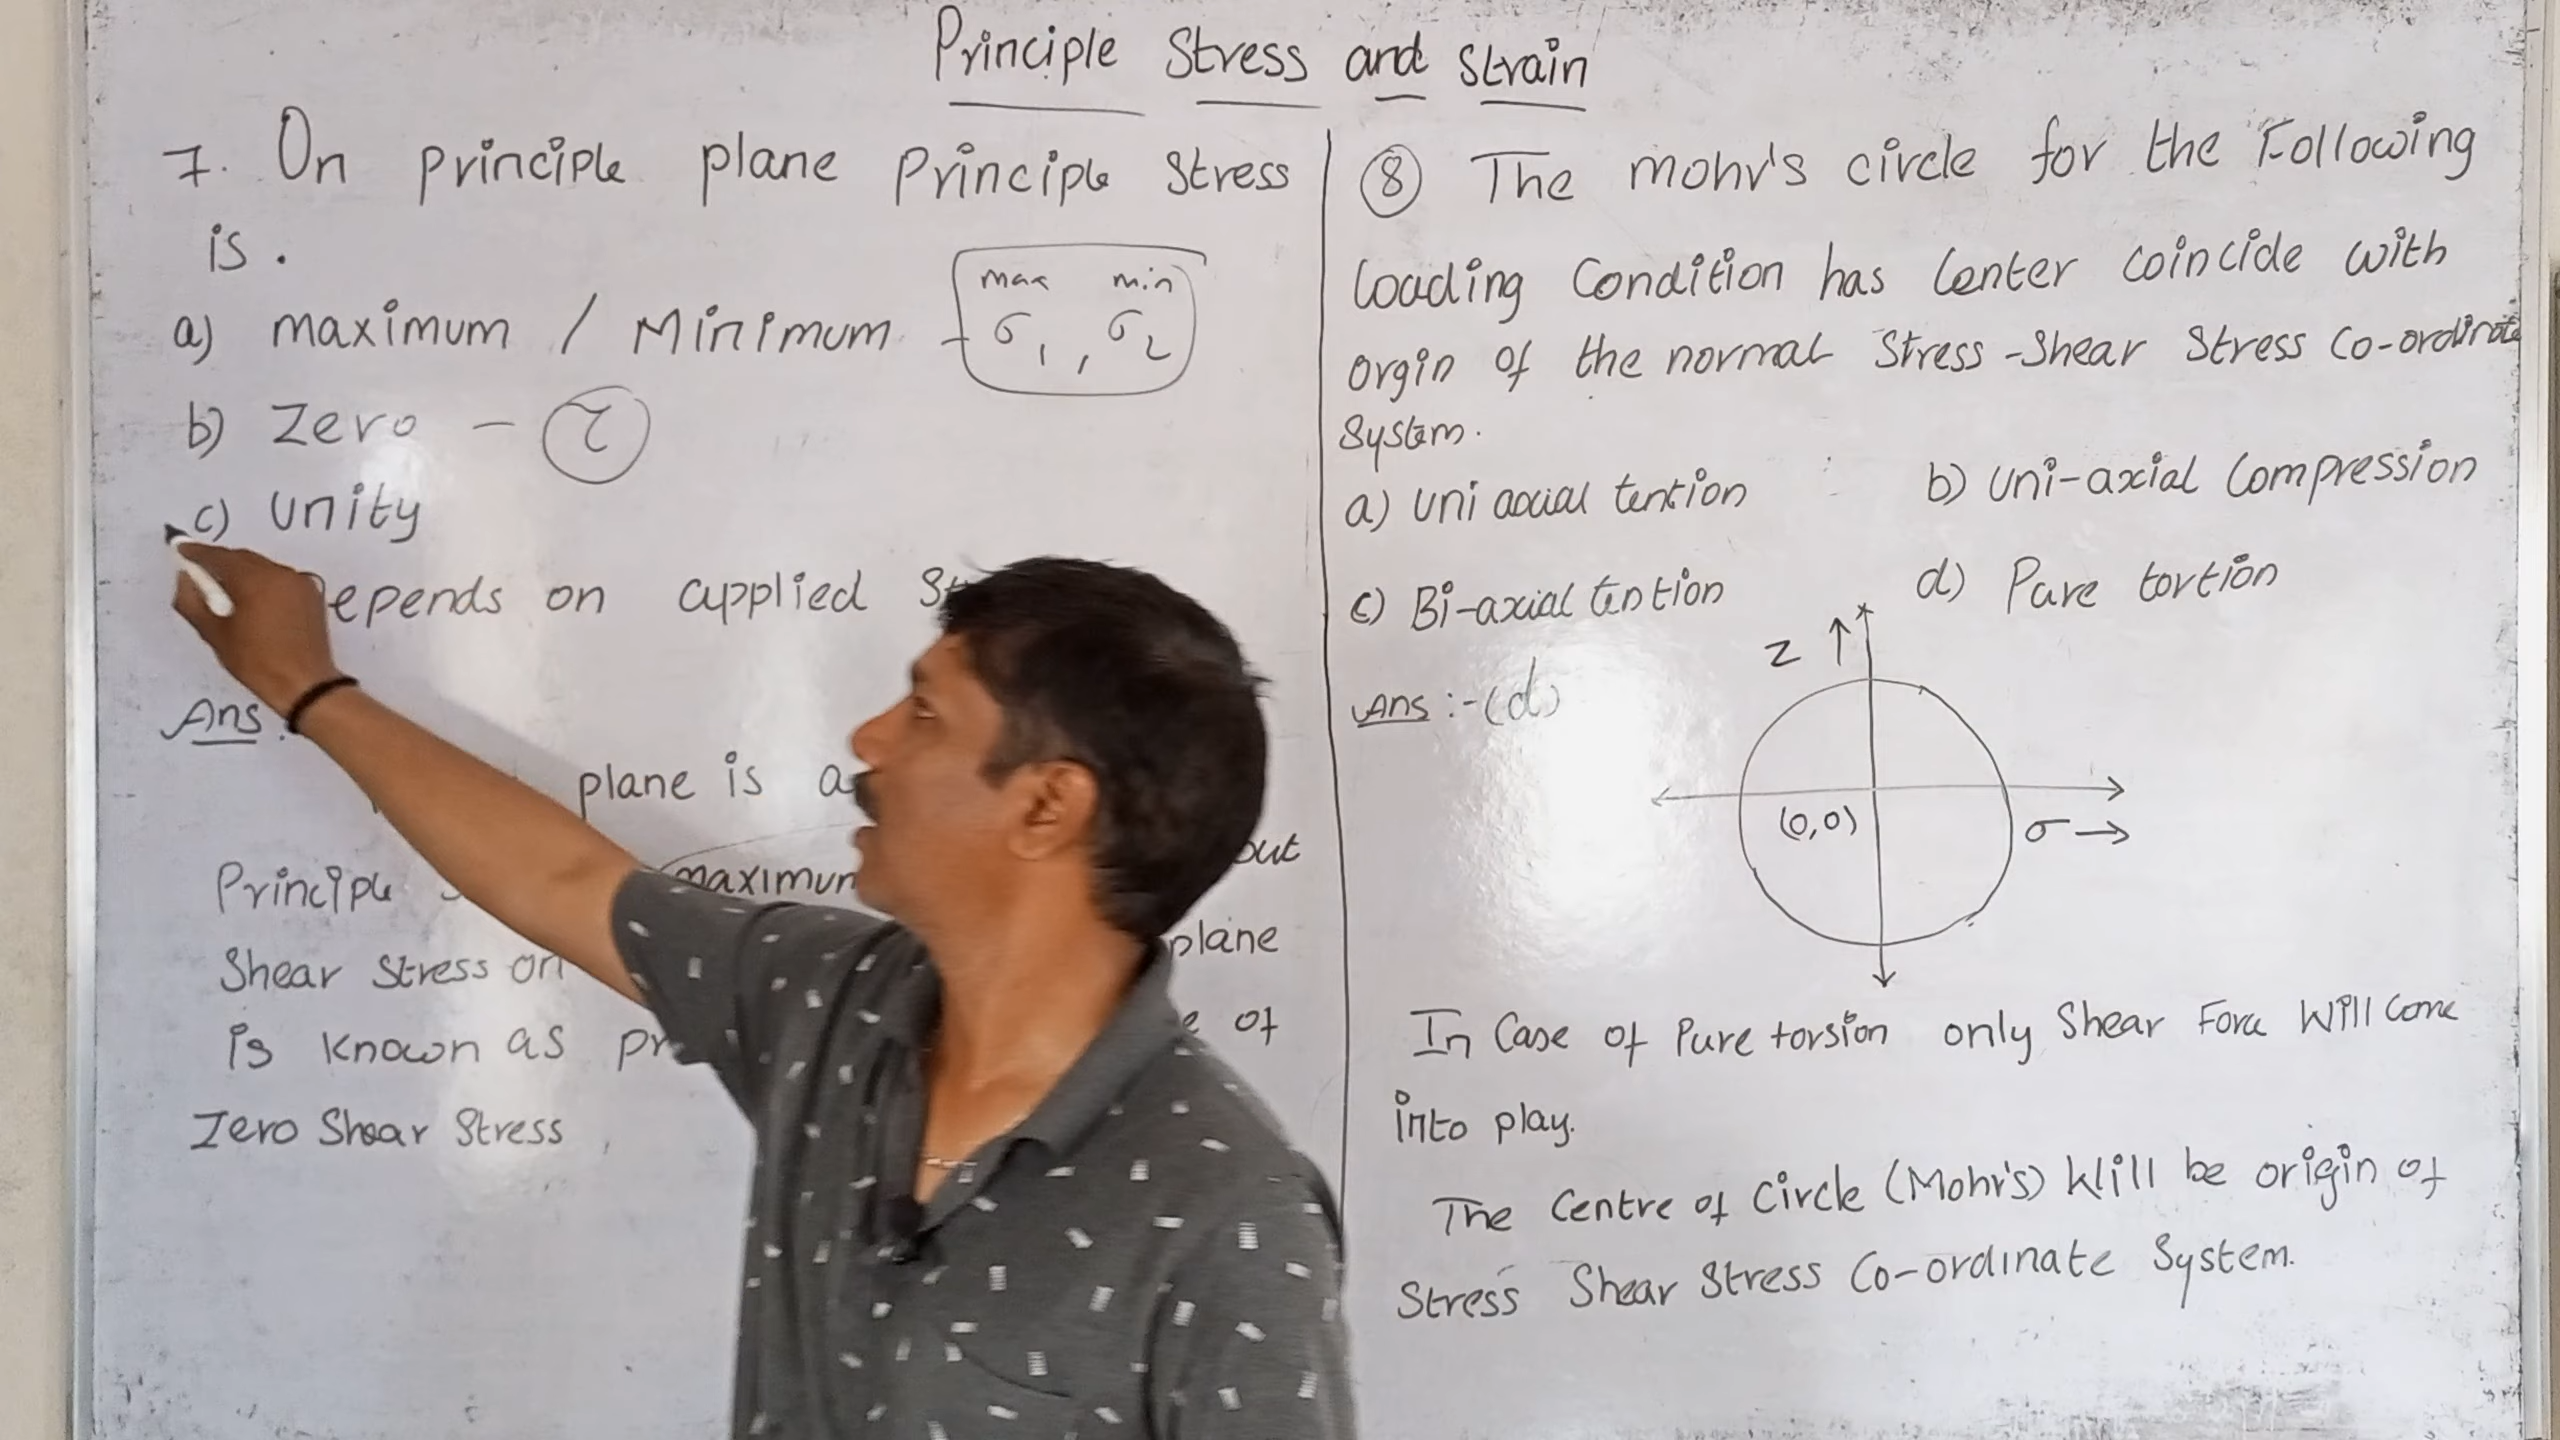 Principle Stress and Strain
7. On principle plane Principle Stress
is.
a) maximum / Minimum -
max min
σ1, σ2
b) Zero - τ
c) unity
Depends on applied
Ans
plane is
Principle maximum out
Shear Stress on plane
is known as of
Zero Shear Stress
⑧ The mohr's circle for the Following
Loading Condition has Center coincide with
orgin of the normal Stress-Shear Stress Co-ordinate
System.
a) uni axial tention b) Uni-axial Compression
c) Bi-axial tention d) Pure tortion
Ans :- (d)
τ ↑
(0,0)
σ →
In Case of Pure torsion only Shear Force Will Come
into play.
The Centre of Circle (Mohr's) Will be origin of
Stress Shear Stress Co-ordinate System.